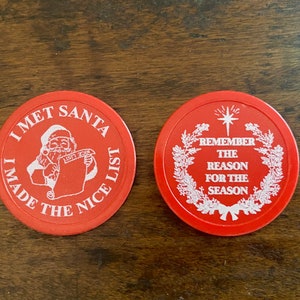 I MET SANTA
I MADE THE NICE LIST
REMEMBER
THE
REASON
FOR THE
SEASON